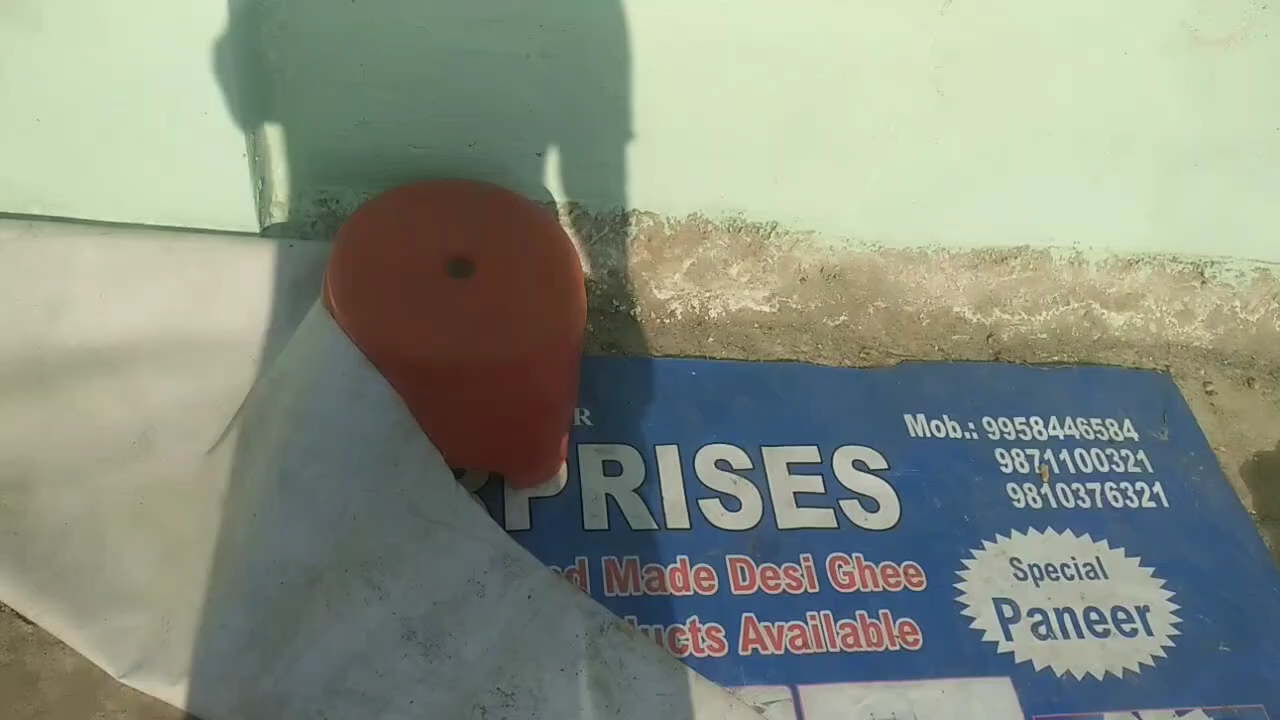 R
PRISES
Mob.: 9958446584
9871100321
9810376321
Made Desi Ghee
Available
Special
Paneer